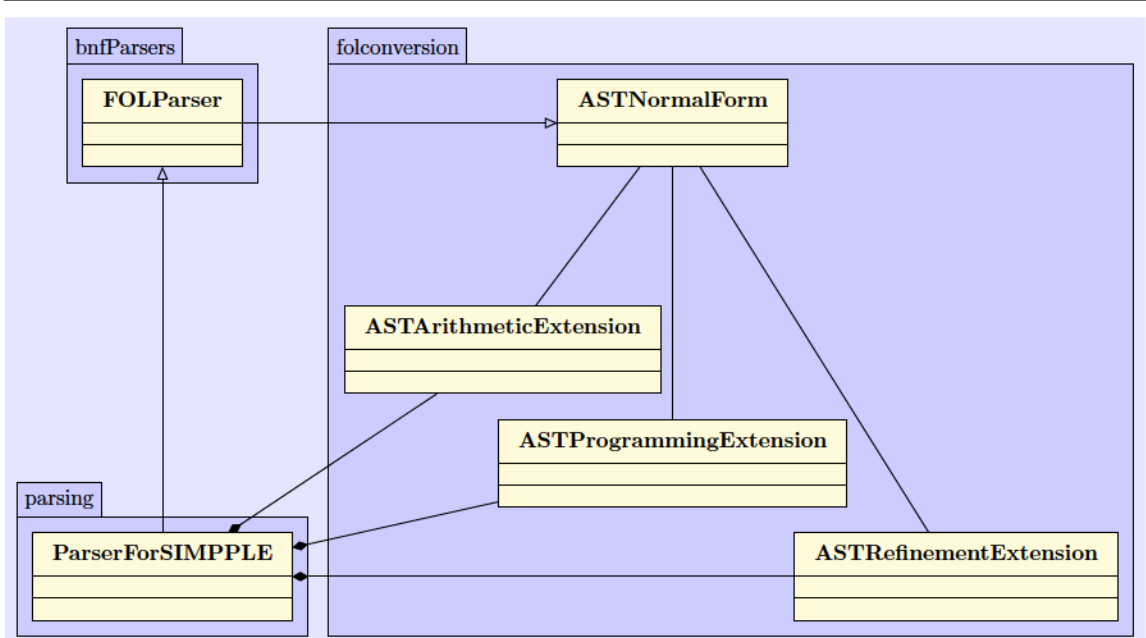 bnfParsers
folconversion
FOLParser
ASTNormalForm
ASTArithmeticExtension
ASTProgrammingExtension
parsing
ParserForSIMPPLE
ASTRefinementExtension